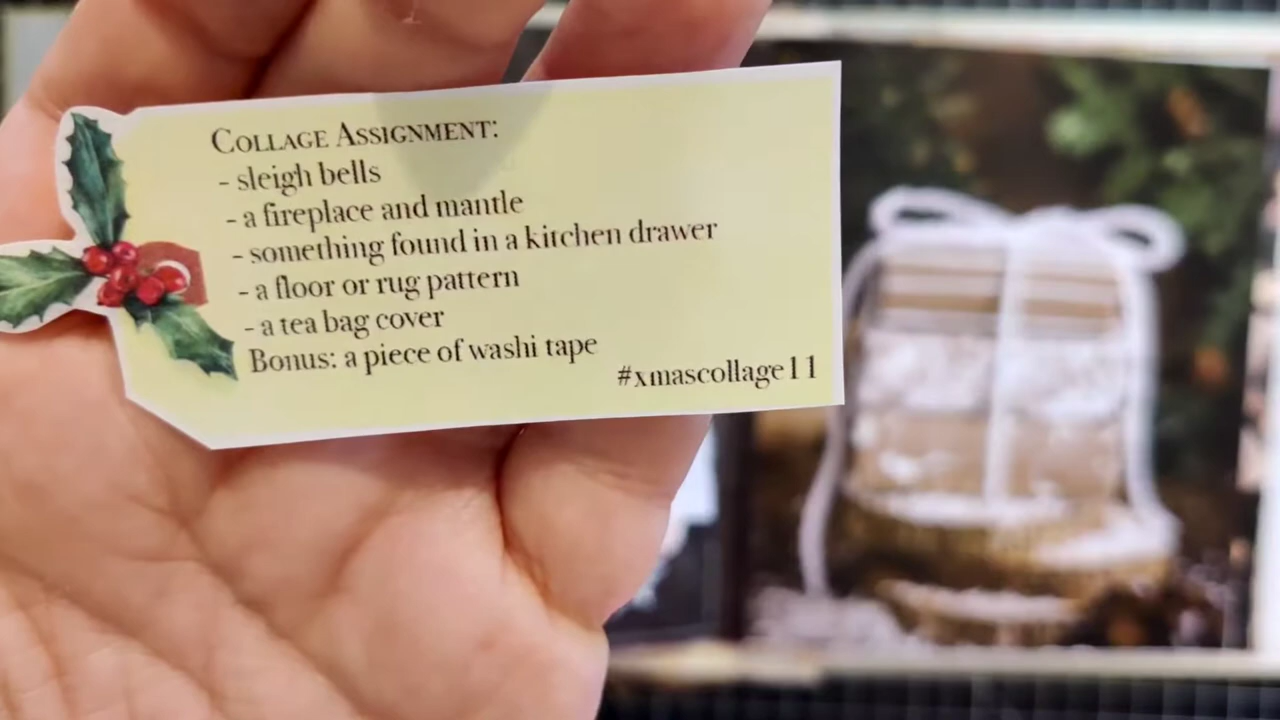 Collage Assignment:
- sleigh bells
- a fireplace and mantle
- something found in a kitchen drawer
- a floor or rug pattern
- a tea bag cover
Bonus: a piece of washi tape
#xmascollage11